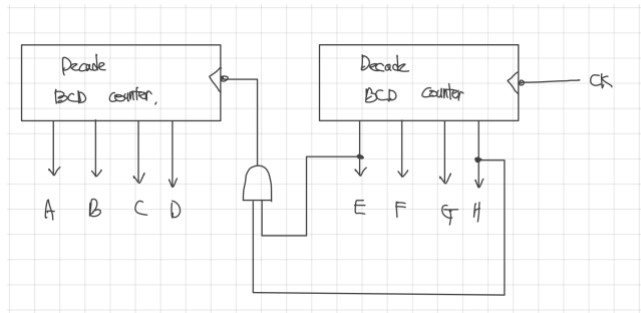 Decade
BCD counter.
Decade
BCD counter
CK
A B C D
E F G H